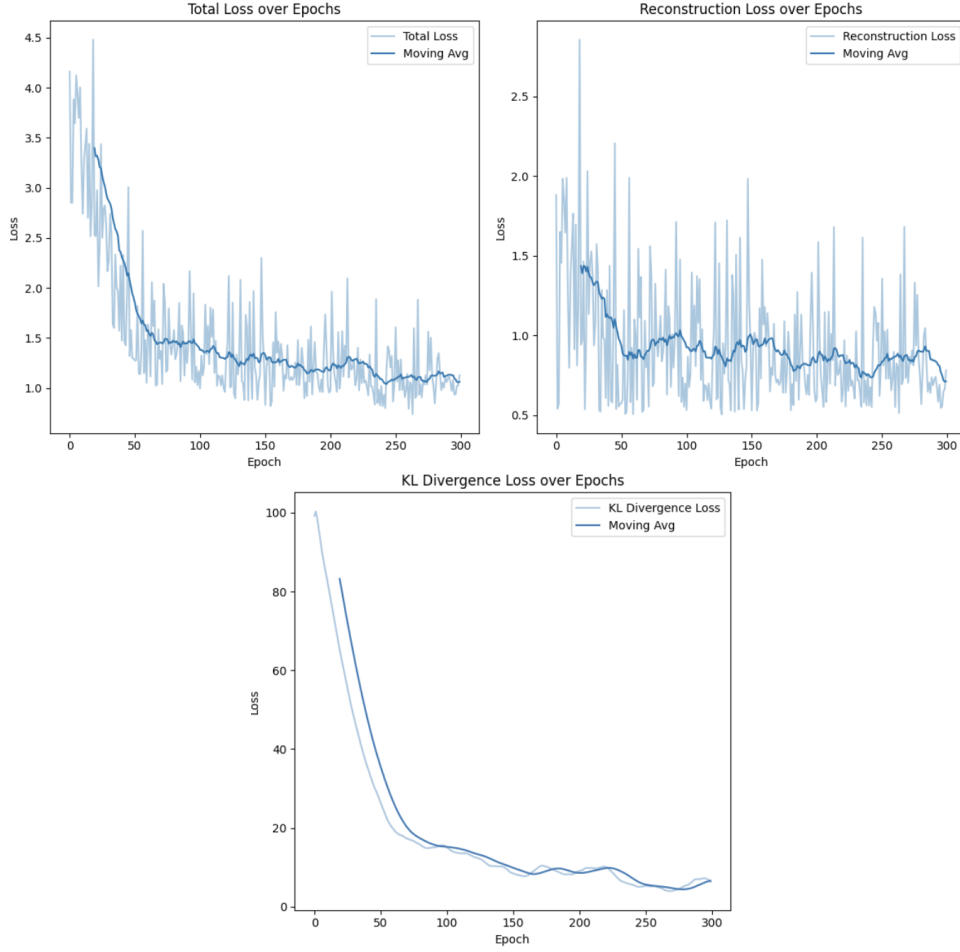 Total Loss over Epochs
Total Loss
Moving Avg
4.5
4.0
3.5
3.0
2.5
2.0
1.5
1.0
Loss
0
50
100
150
200
250
300
Epoch
Reconstruction Loss over Epochs
Reconstruction Loss
Moving Avg
2.5
2.0
1.5
1.0
0.5
Loss
0
50
100
150
200
250
300
Epoch
KL Divergence Loss over Epochs
KL Divergence Loss
Moving Avg
100
80
60
40
20
0
Loss
0
50
100
150
200
250
300
Epoch